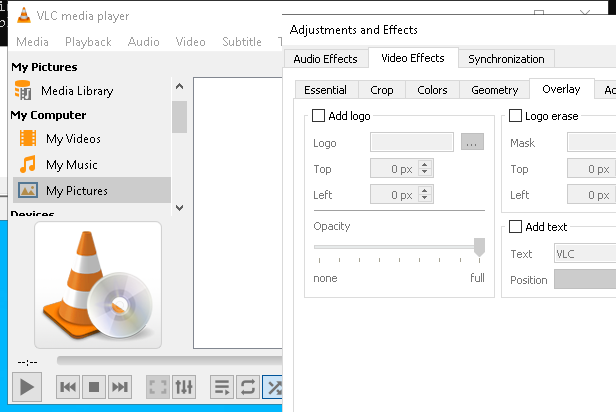 VLC media player
Media Playback Audio Video Subtitle
My Pictures
Media Library
My Computer
My Videos
My Music
My Pictures
Devices
--:--
Adjustments and Effects
Audio Effects Video Effects Synchronization
Essential Crop Colors Geometry Overlay
Add logo
Logo ...
Top 0 px
Left 0 px
Opacity
none full
Logo erase
Mask
Top 0 px
Left 0 px
Add text
Text VLC
Position